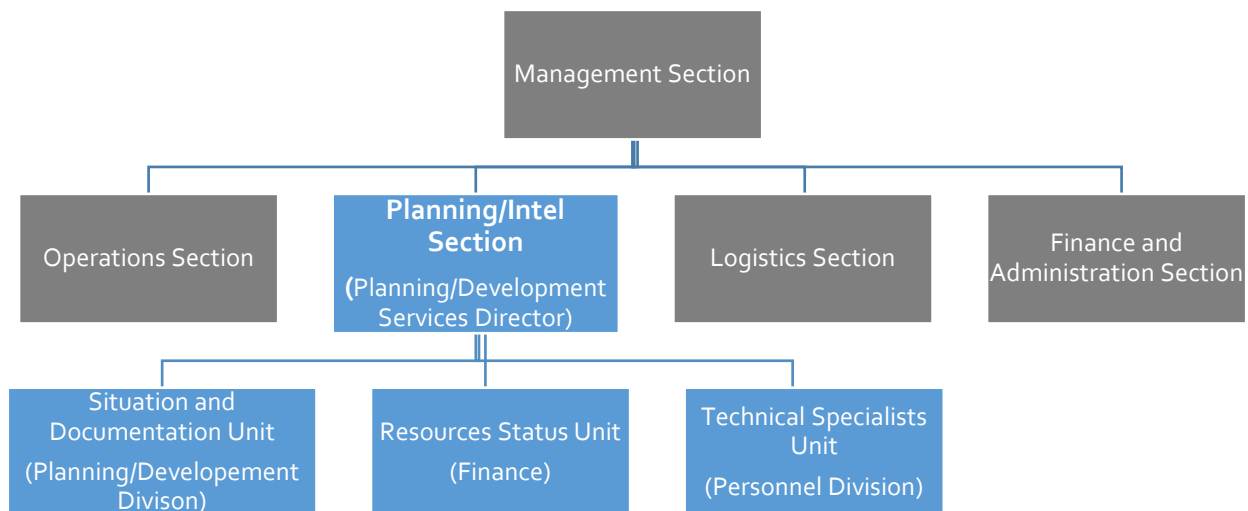 Management Section
Operations Section
Planning/Intel
Section
(Planning/Development
Services Director)
Logistics Section
Finance and
Administration Section
Situation and
Documentation Unit
(Planning/Developement
Divison)
Resources Status Unit
(Finance)
Technical Specialists
Unit
(Personnel Division)